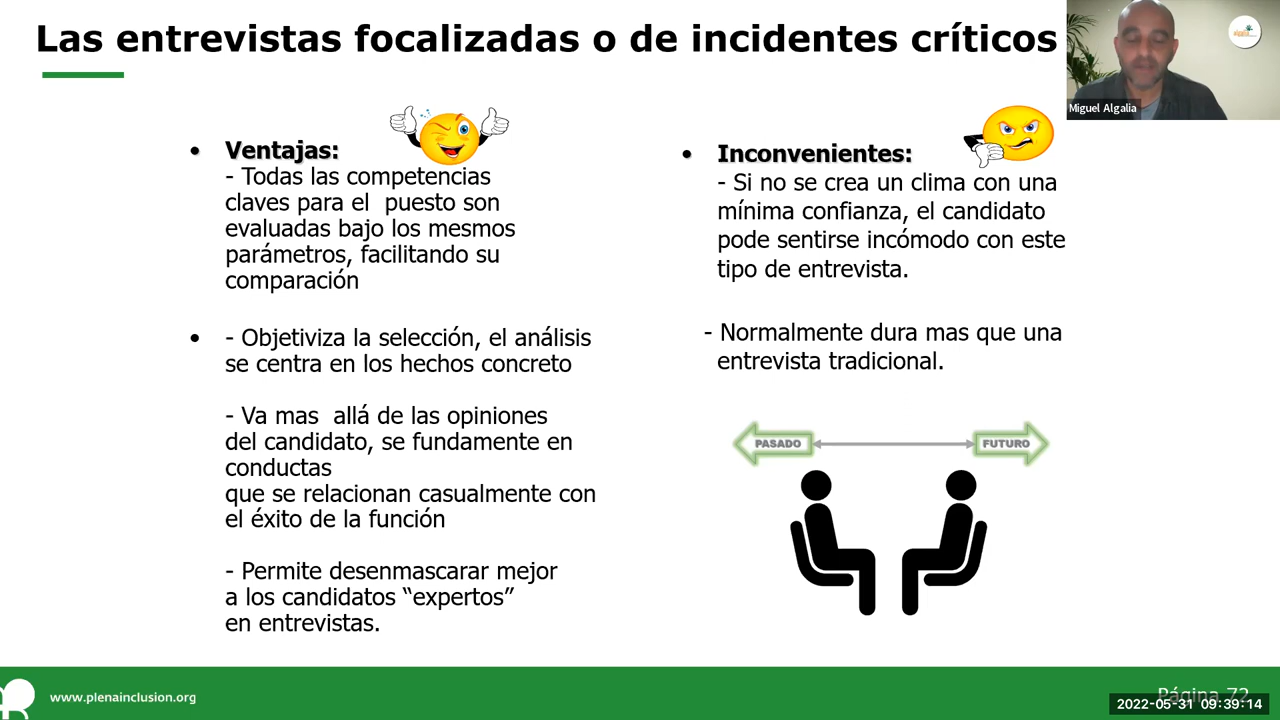 Las entrevistas focalizadas o de incidentes críticos
Miguel Algalia
• Ventajas:
- Todas las competencias
claves para el puesto son
evaluadas bajo los mesmos
parámetros, facilitando su
comparación
• - Objetiviza la selección, el análisis
se centra en los hechos concreto
- Va mas allá de las opiniones
del candidato, se fundamente en
conductas
que se relacionan casualmente con
el éxito de la función
- Permite desenmascarar mejor
a los candidatos “expertos”
en entrevistas.
• Inconvenientes:
- Si no se crea un clima con una
mínima confianza, el candidato
pode sentirse incómodo con este
tipo de entrevista.
- Normalmente dura mas que una
entrevista tradicional.
PASADO
FUTURO
www.plenainclusion.org
Página 72
2022-05-31 09:39:14